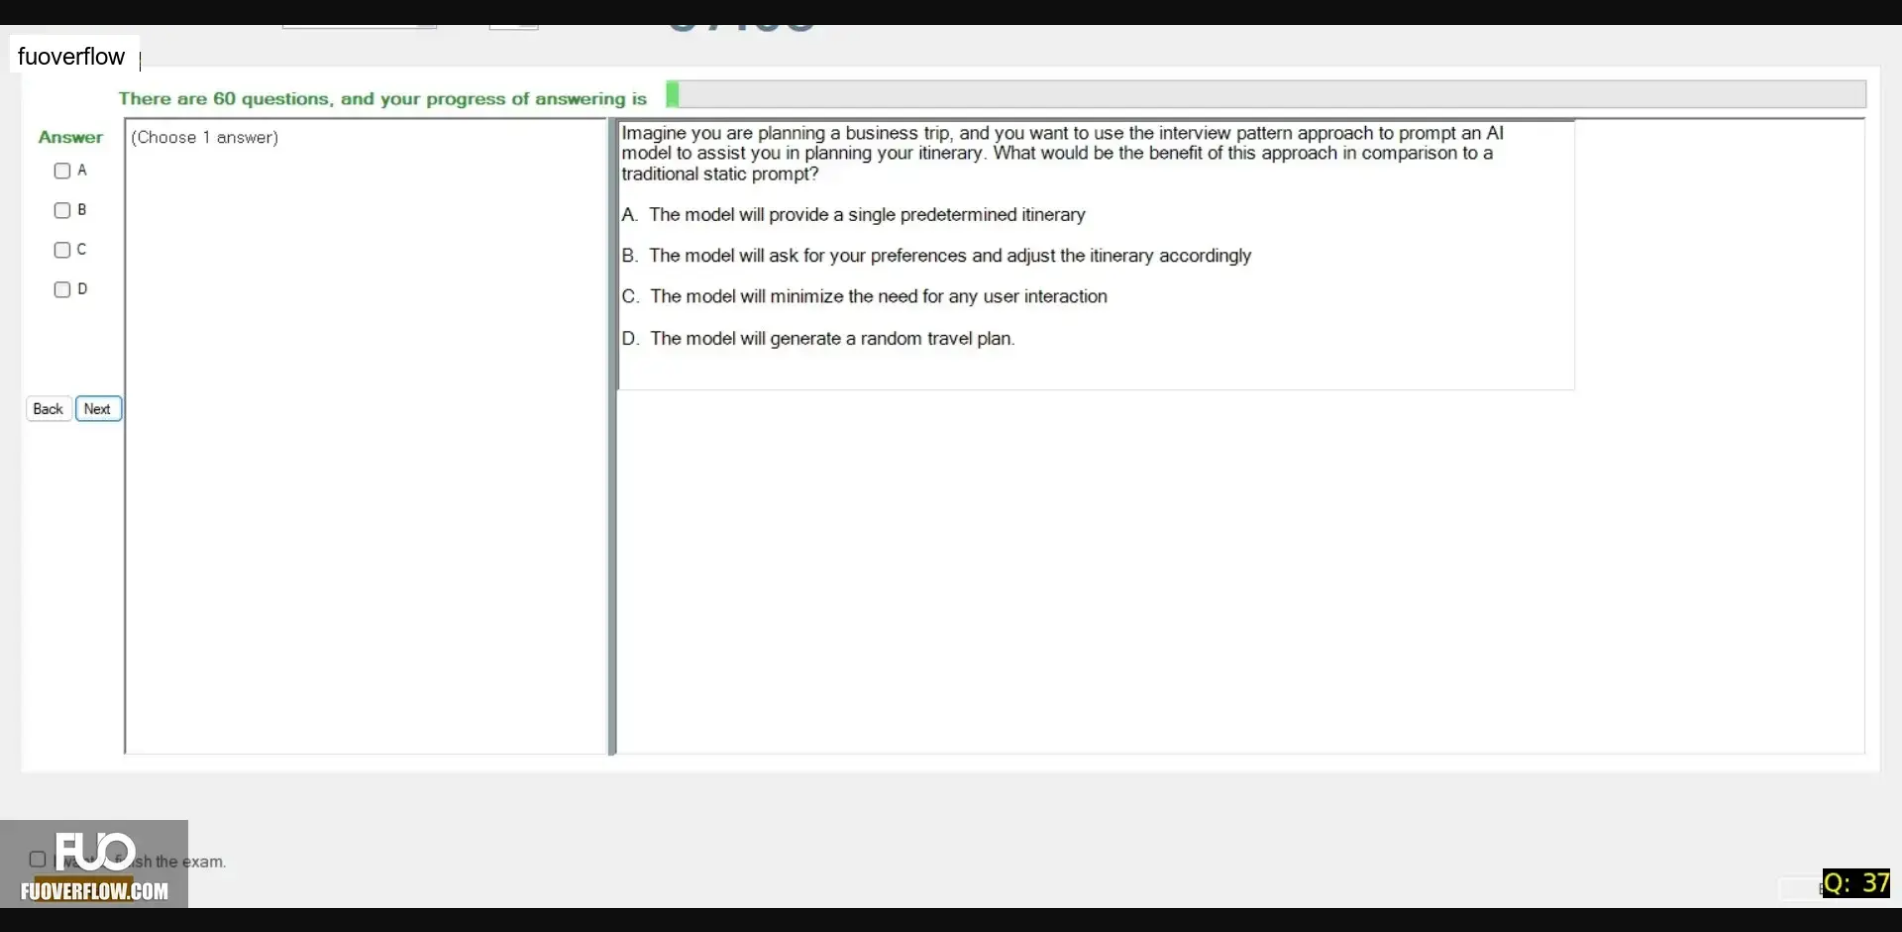 fuoverflow
There are 60 questions, and your progress of answering is
Answer
(Choose 1 answer)
A
B
C
D
Back Next
Imagine you are planning a business trip, and you want to use the interview pattern approach to prompt an AI
model to assist you in planning your itinerary. What would be the benefit of this approach in comparison to a
traditional static prompt?
A. The model will provide a single predetermined itinerary
B. The model will ask for your preferences and adjust the itinerary accordingly
C. The model will minimize the need for any user interaction
D. The model will generate a random travel plan.
FUO
the exam.
FUOVERFLOW.COM
Q: 37